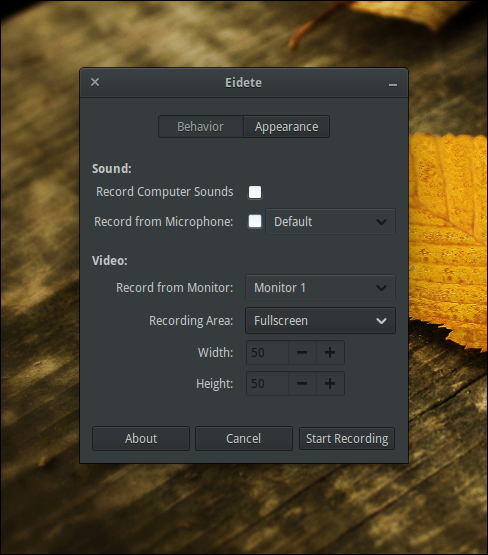 Eidete
Behavior Appearance
Sound:
Record Computer Sounds
Record from Microphone: Default
Video:
Record from Monitor: Monitor 1
Recording Area: Fullscreen
Width: 50
Height: 50
About Cancel Start Recording